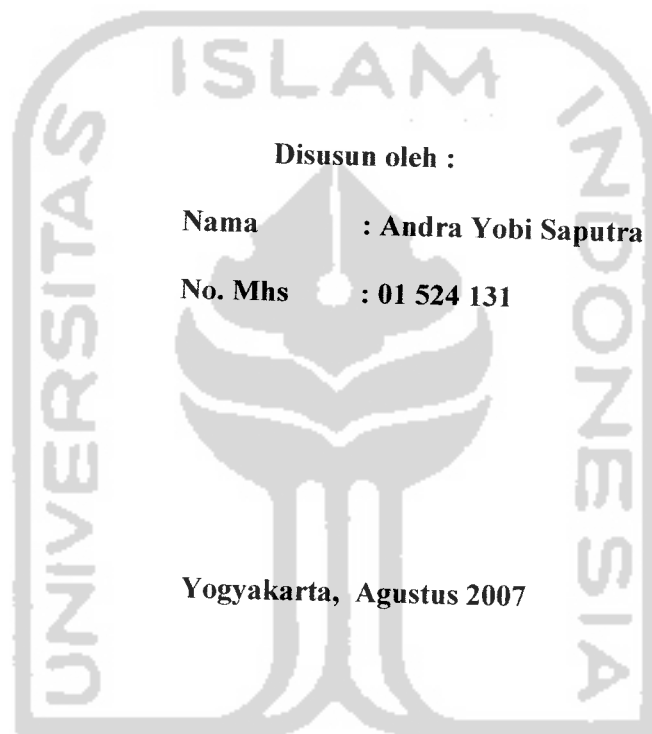 UNIVERSITAS ISLAM INDONESIA
Disusun oleh :
Nama : Andra Yobi Saputra
No. Mhs : 01 524 131
Yogyakarta, Agustus 2007